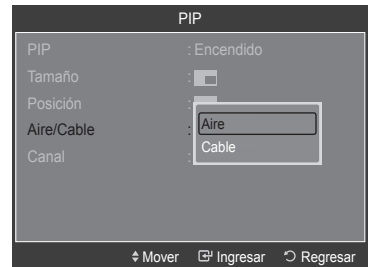 PIP
PIP : Encendido
Tamaño :
Posición :
Aire/Cable : Aire
Cable
Canal :
Mover Ingresar Regresar